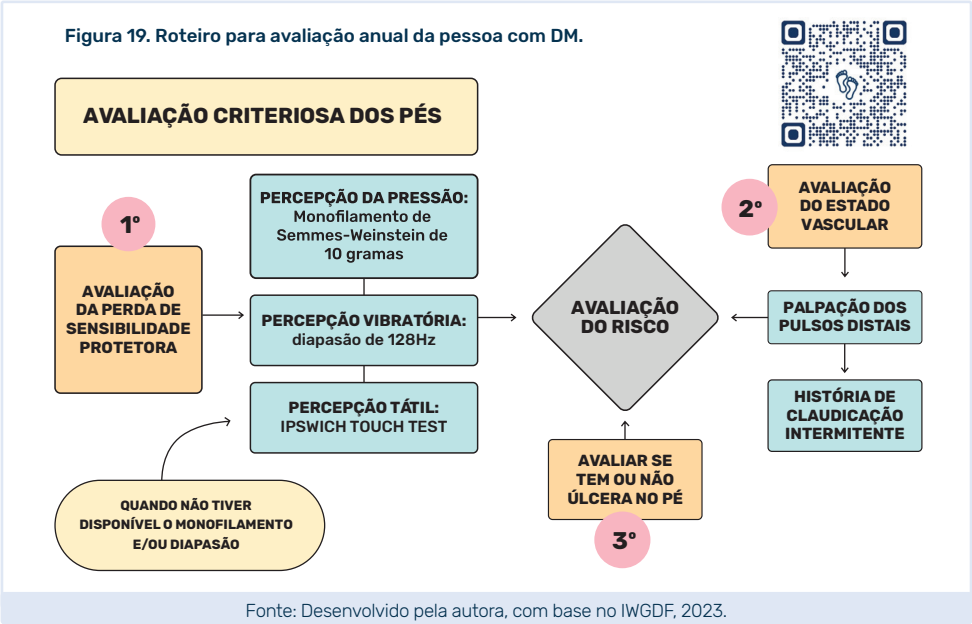 Figura 19. Roteiro para avaliação anual da pessoa com DM.
AVALIAÇÃO CRITERIOSA DOS PÉS
1º
AVALIAÇÃO
DA PERDA DE
SENSIBILIDADE
PROTETORA
PERCEPÇÃO DA PRESSÃO:
Monofilamento de
Semmes-Weinstein de
10 gramas
PERCEPÇÃO VIBRATÓRIA:
diapasão de 128Hz
PERCEPÇÃO TÁTIL:
IPSWICH TOUCH TEST
QUANDO NÃO TIVER
DISPONÍVEL O MONOFILAMENTO
E/OU DIAPASÃO
AVALIAÇÃO
DO RISCO
2º
AVALIAÇÃO
DO ESTADO
VASCULAR
PALPAÇÃO DOS
PULSOS DISTAIS
HISTÓRIA DE
CLAUDICAÇÃO
INTERMITENTE
AVALIAR SE
TEM OU NÃO
ÚLCERA NO PÉ
3º
Fonte: Desenvolvido pela autora, com base no IWGDF, 2023.